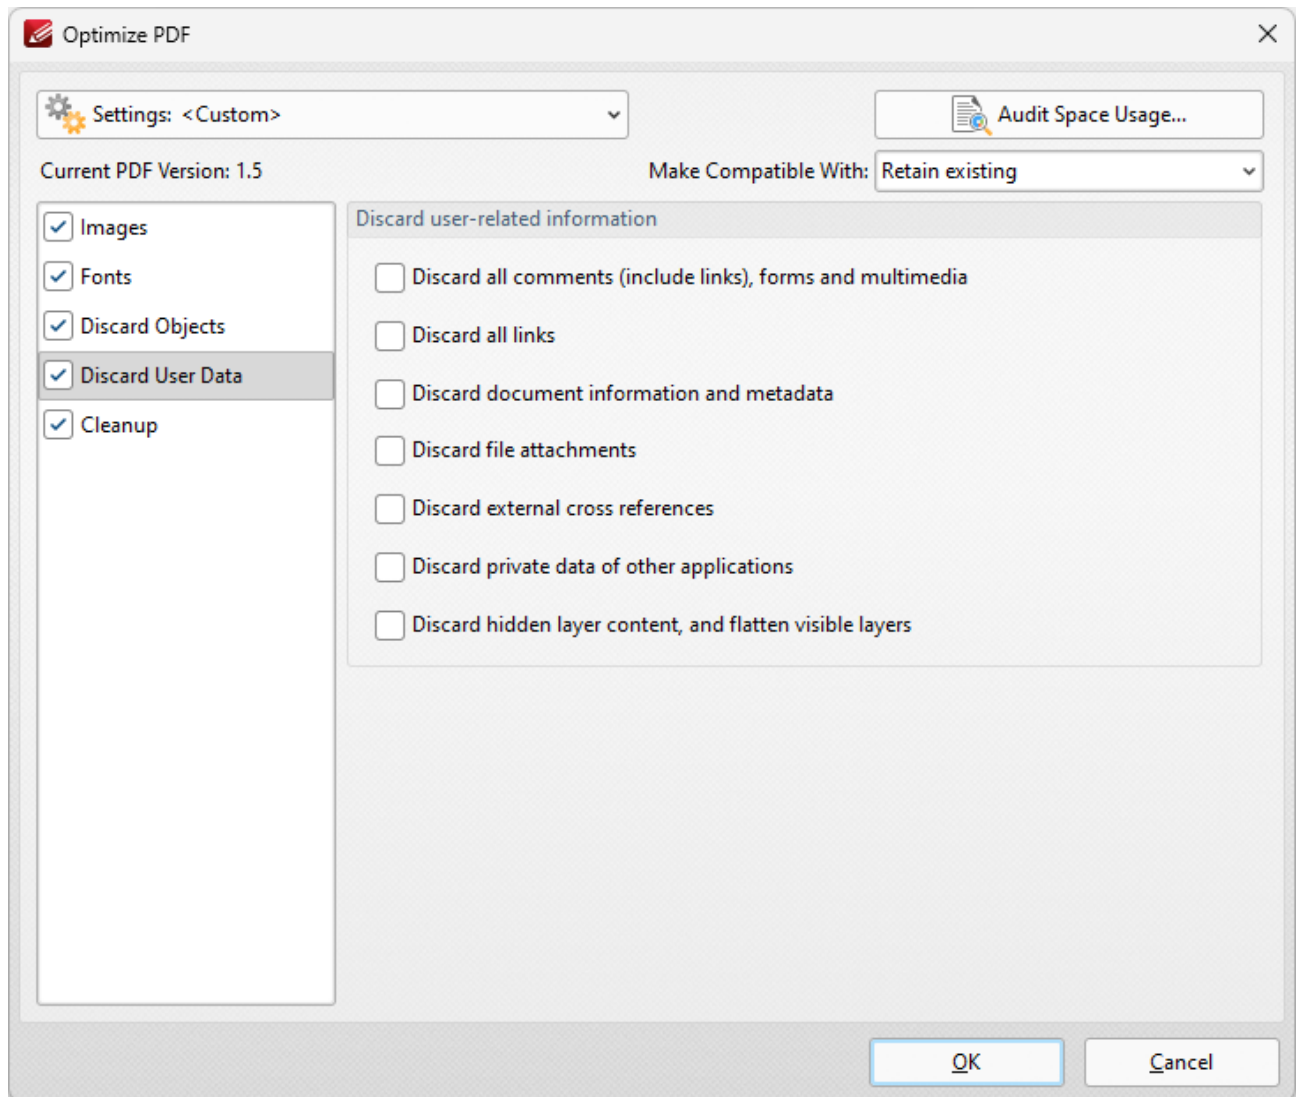 Optimize PDF
Settings: <Custom>
Audit Space Usage...
Current PDF Version: 1.5
Make Compatible With: Retain existing
Images
Fonts
Discard Objects
Discard User Data
Cleanup
Discard user-related information
Discard all comments (include links), forms and multimedia
Discard all links
Discard document information and metadata
Discard file attachments
Discard external cross references
Discard private data of other applications
Discard hidden layer content, and flatten visible layers
OK
Cancel